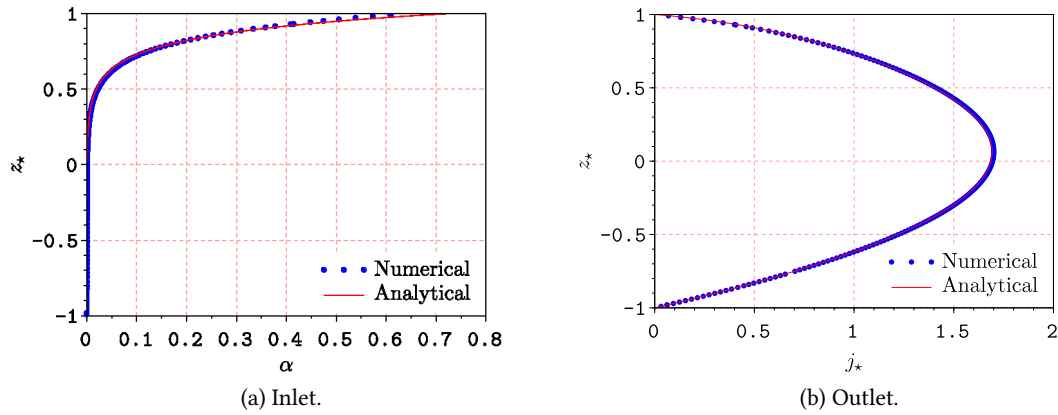 1
0.5
0
−0.5
−1
z⋆
0 0.1 0.2 0.3 0.4 0.5 0.6 0.7 0.8
α
Numerical
Analytical
(a) Inlet.
1
0.5
0
−0.5
−1
z⋆
0 0.5 1 1.5 2
j⋆
Numerical
Analytical
(b) Outlet.